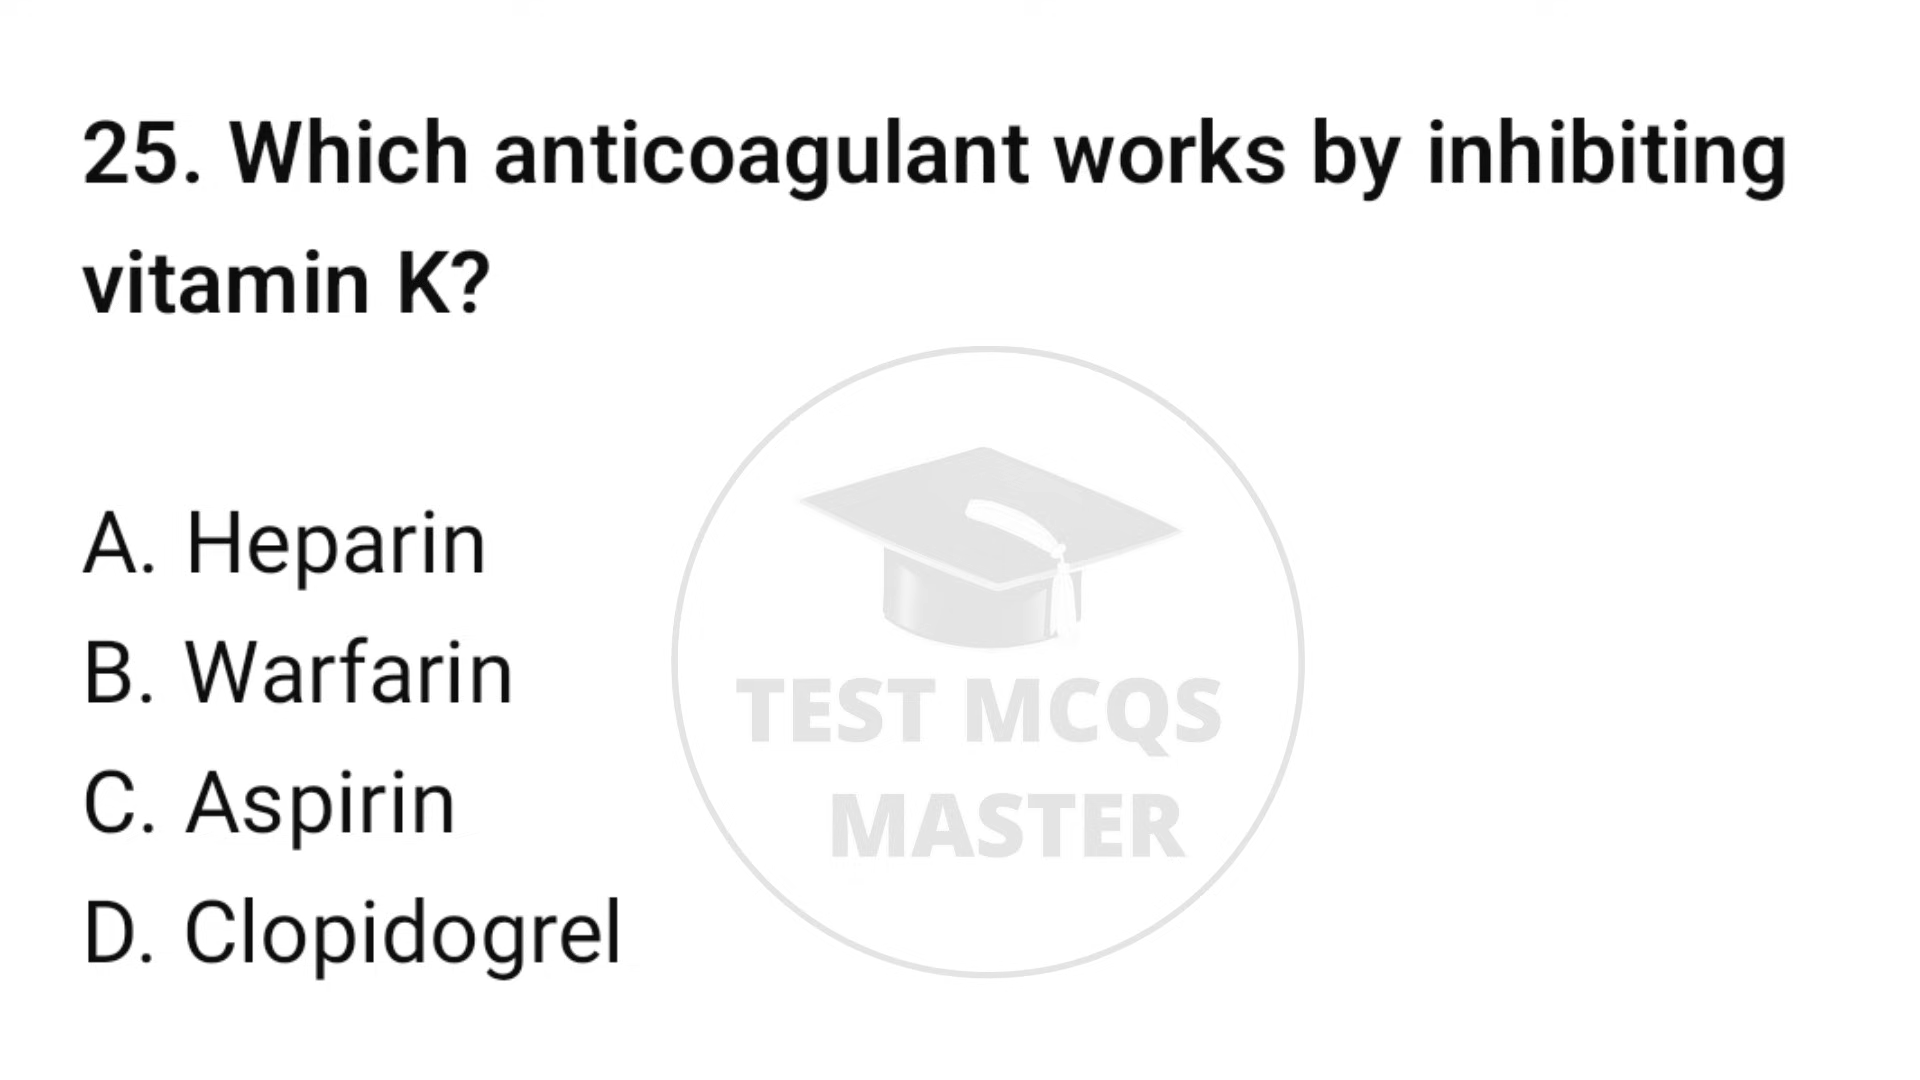 25. Which anticoagulant works by inhibiting
vitamin K?
A. Heparin
B. Warfarin
C. Aspirin
D. Clopidogrel
TEST MCQS
MASTER